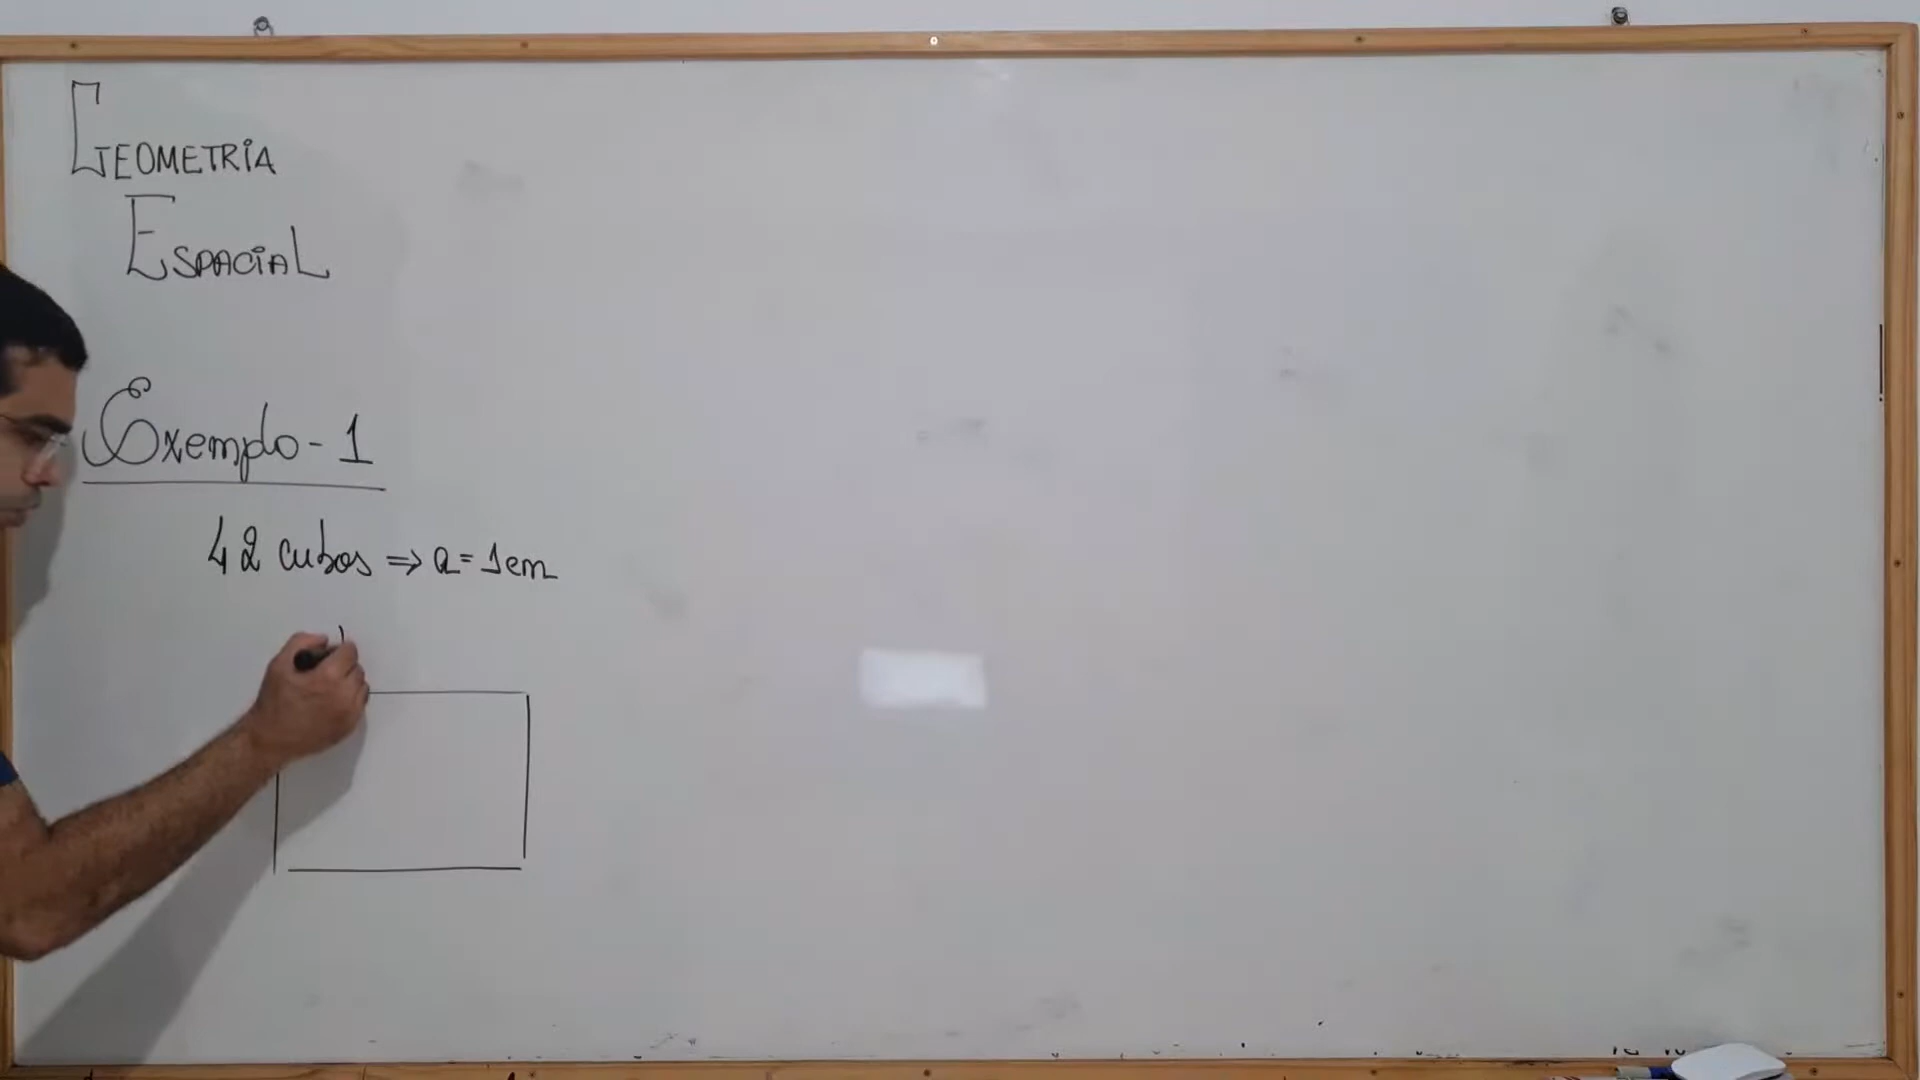 GEOMETRIA
ESPACIAL
Exemplo - 1
42 cubos ⇒ a = 1cm